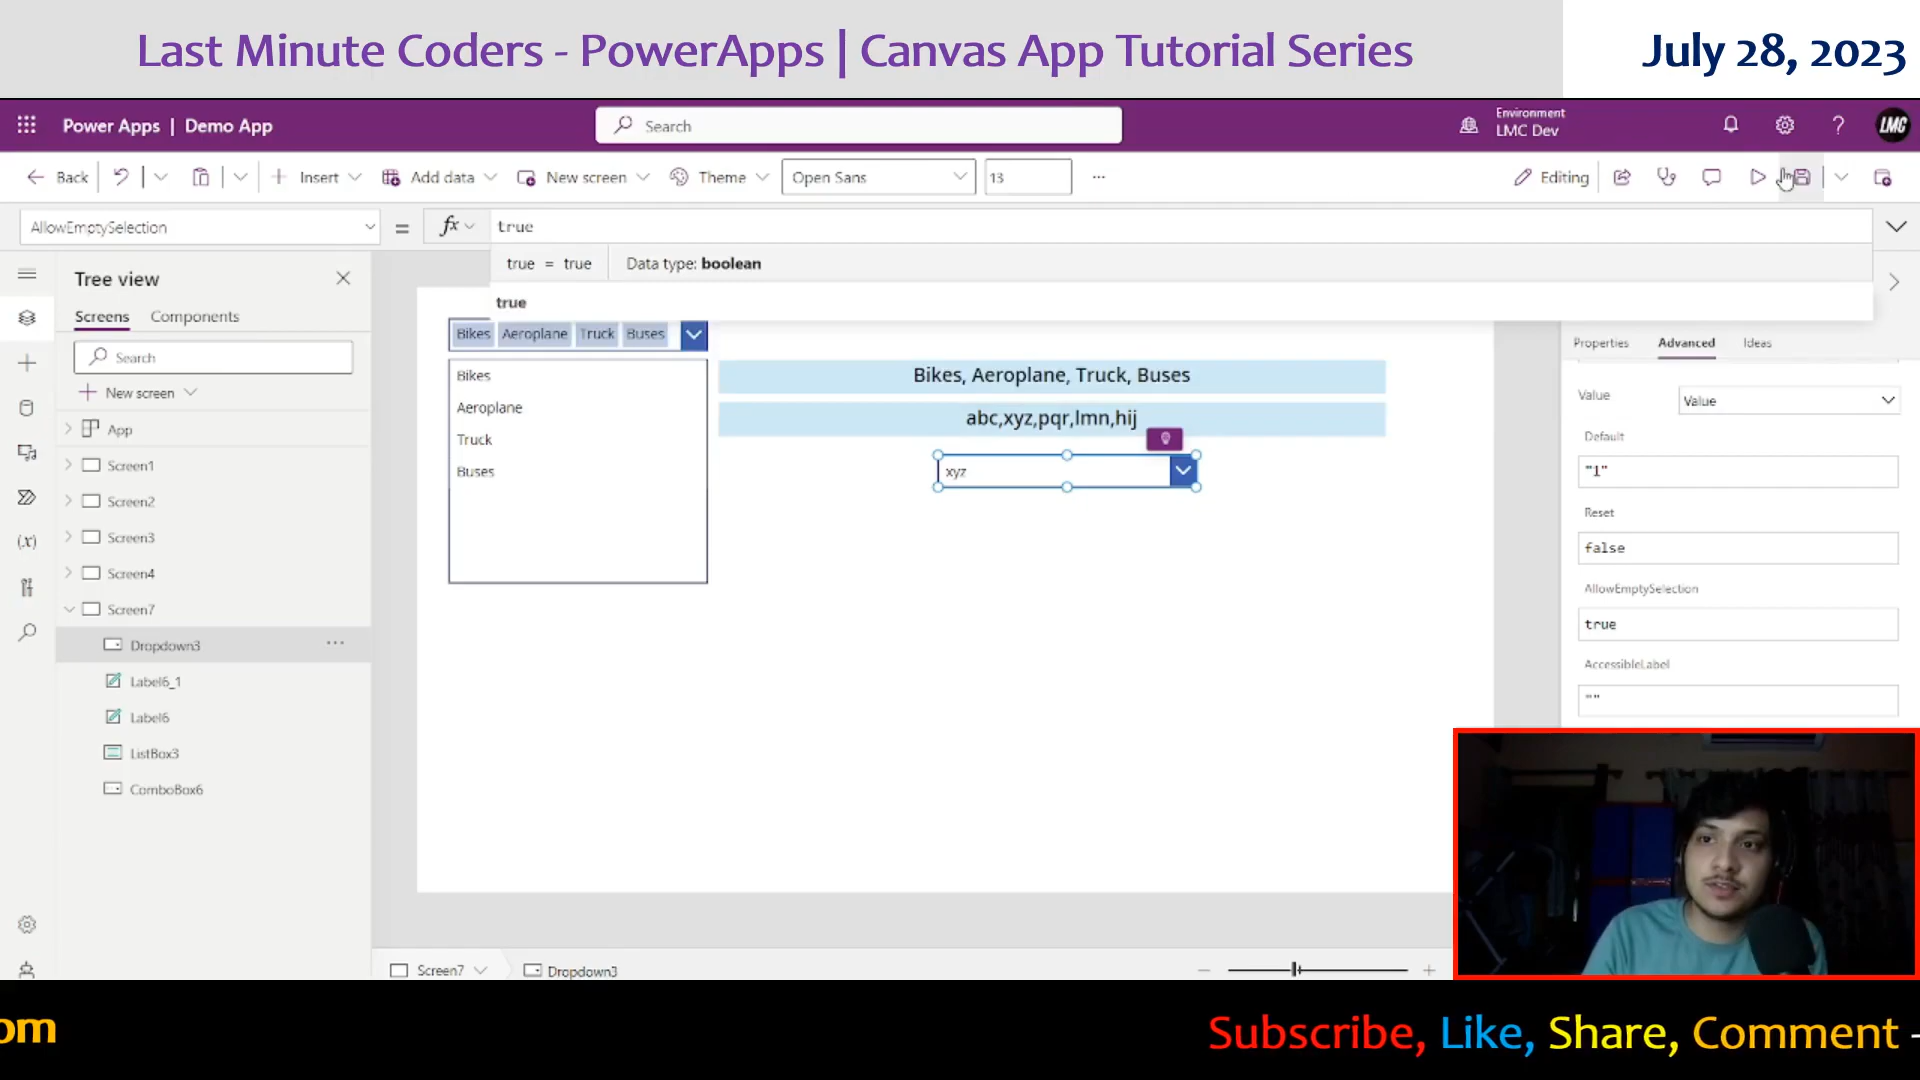 Last Minute Coders - PowerApps | Canvas App Tutorial Series
July 28, 2023
Power Apps | Demo App
Search
Environment
LMC Dev
LMC
Back
Insert
Add data
New screen
Theme
Open Sans
13
...
Editing
AllowEmptySelection
=
fx
true
true = true
Data type: boolean
true
Tree view
Screens
Components
Search
New screen
App
Screen1
Screen2
Screen3
Screen4
Screen7
Dropdown3
...
Label6_1
Label6
ListBox3
ComboBox6
Bikes
Aeroplane
Truck
Buses
Bikes
Aeroplane
Truck
Buses
Bikes, Aeroplane, Truck, Buses
abc,xyz,pqr,lmn,hij
xyz
Properties
Advanced
Ideas
Value
Value
Default
"1"
Reset
false
AllowEmptySelection
true
AccessibleLabel
""
Screen7
Dropdown3
om
Subscribe, Like, Share, Comment -